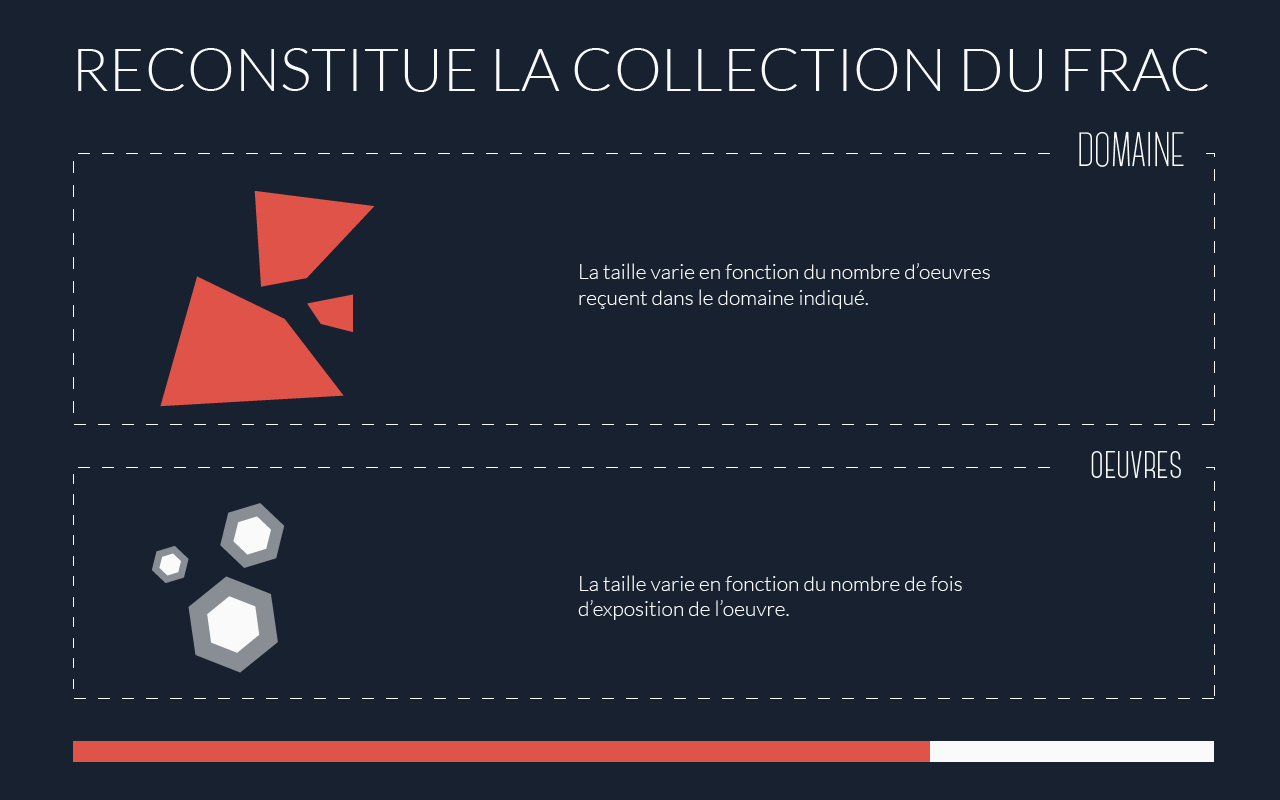 RECONSTITUE LA COLLECTION DU FRAC
DOMAINE
La taille varie en fonction du nombre d’oeuvres
reçuent dans le domaine indiqué.
OEUVRES
La taille varie en fonction du nombre de fois
d’exposition de l’oeuvre.